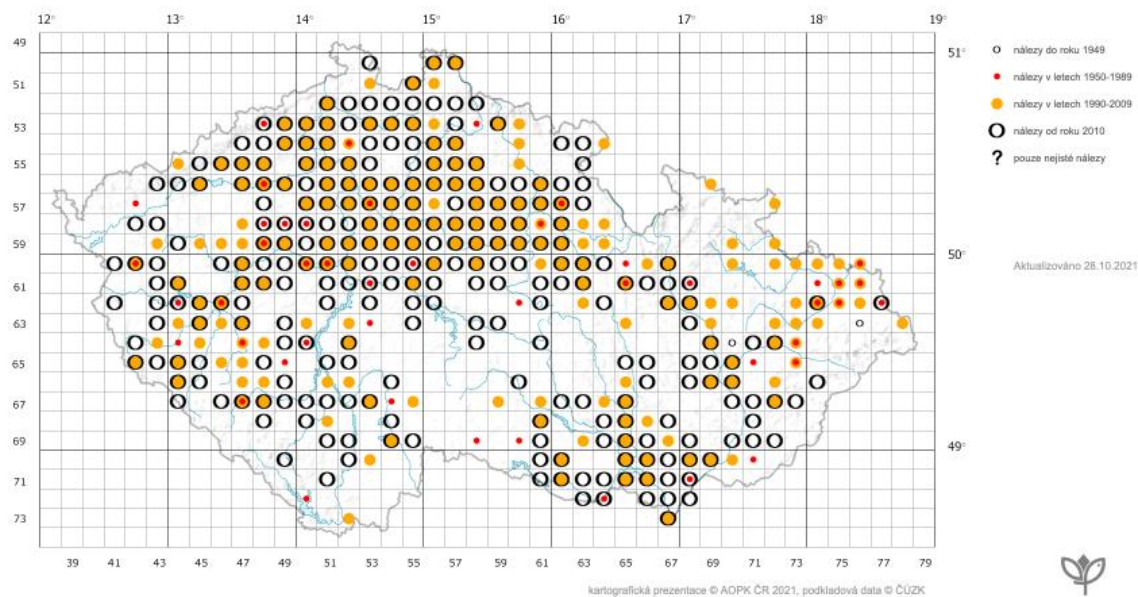 12° 13° 14° 15° 16° 17° 18° 19°
49
51° nálezy do roku 1949
51
nálezy v letech 1950-1989
nálezy v letech 1990-2009
53
nálezy od roku 2010
55
? pouze nejisté nálezy
57
59
50° Aktualizováno 28.10.2021
61
63
65
67
69
49°
71
73
39 41 43 45 47 49 51 53 55 57 59 61 63 65 67 69 71 73 75 77 79
kartografická prezentace © AOPK ČR 2021, podkladová data © ČÚZK